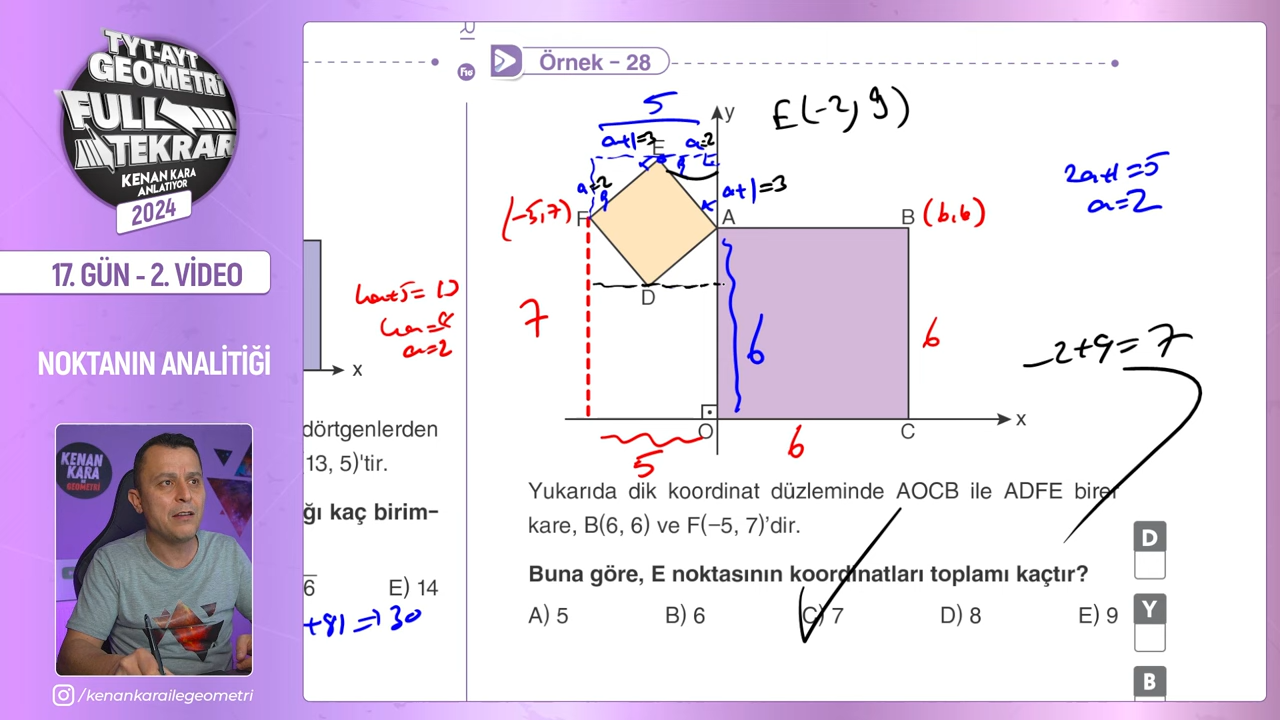 TYT-AYT
GEOMETRİ
FULL
TEKRAR
KENAN KARA
ANLATIYOR
2024
17. GÜN - 2. VİDEO
NOKTANIN ANALİTİĞİ
KENAN
KARA
GEOMETRİ
/kenankarailegeometri
x
a=2
dörtgenlerden
(13, 5)'tir.
ğı kaç birim-
6
E) 14
+81 => 30
Örnek - 28
5
y
E(-2, 9)
a+1=3
E
a=2
a=2
a+1=3
2a+1=5
a=2
(-5,7)
F
A
B
(6,6)
D
7
6
6
-2+9=7
O
C
x
5
6
Yukarıda dik koordinat düzleminde AOCB ile ADFE birer
kare, B(6, 6) ve F(-5, 7)'dir.
Buna göre, E noktasının koordinatları toplamı kaçtır?
A) 5
B) 6
C) 7
D) 8
E) 9
D
Y
B